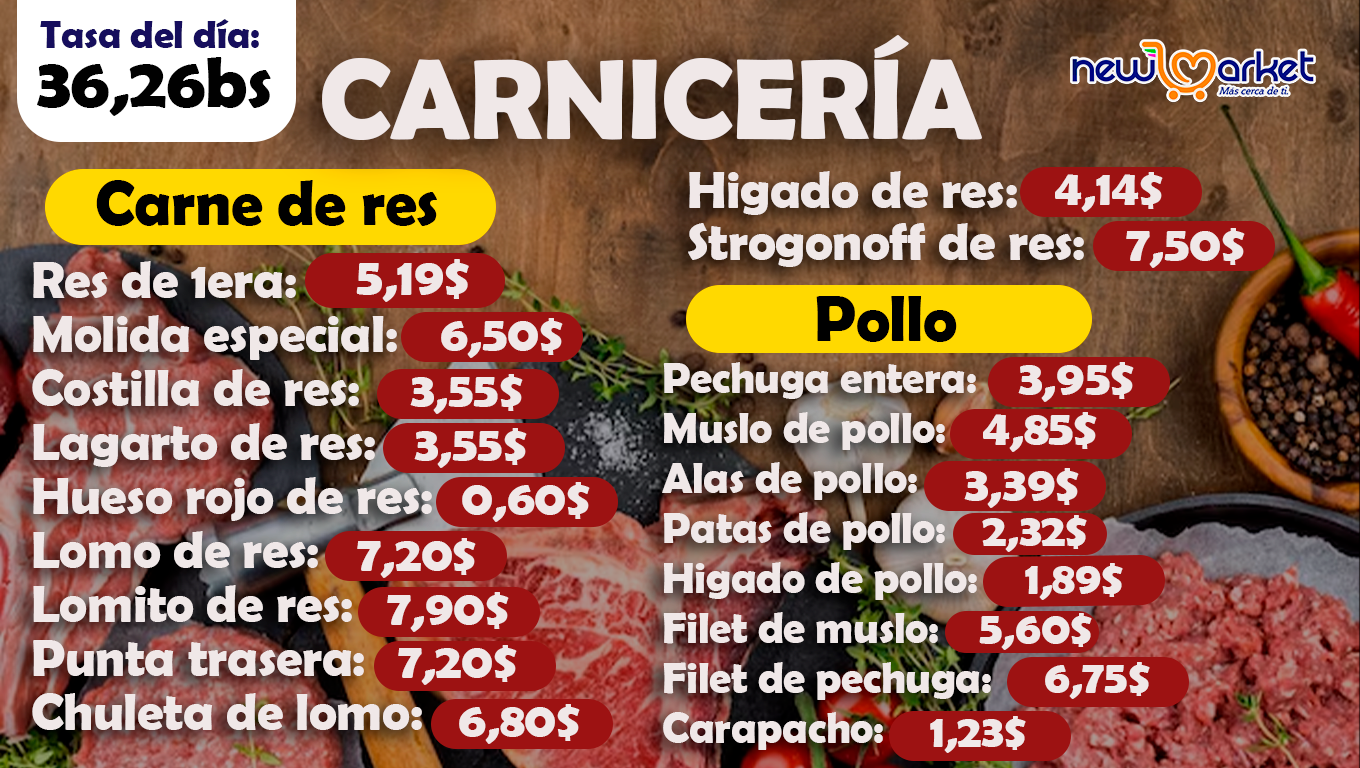 Tasa del día:
36,26bs
CARNICERÍA
new market
Más cerca de ti.
Carne de res
Res de 1era: 5,19$
Molida especial: 6,50$
Costilla de res: 3,55$
Lagarto de res: 3,55$
Hueso rojo de res: 0,60$
Lomo de res: 7,20$
Lomito de res: 7,90$
Punta trasera: 7,20$
Chuleta de lomo: 6,80$
Higado de res: 4,14$
Strogonoff de res: 7,50$
Pollo
Pechuga entera: 3,95$
Muslo de pollo: 4,85$
Alas de pollo: 3,39$
Patas de pollo: 2,32$
Higado de pollo: 1,89$
Filet de muslo: 5,60$
Filet de pechuga: 6,75$
Carapacho: 1,23$